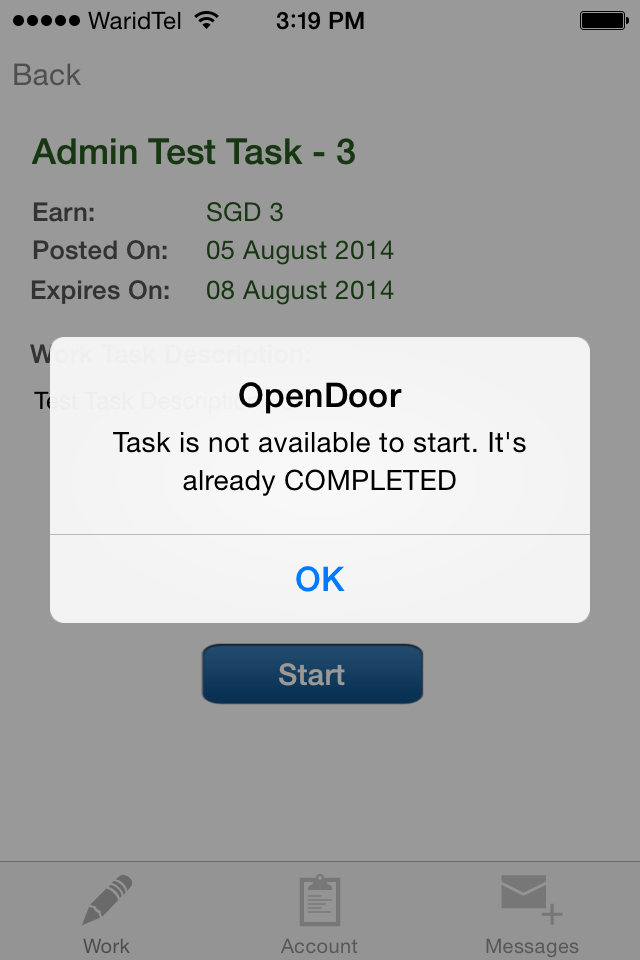 WaridTel 3:19 PM
Back
Admin Test Task - 3
Earn: SGD 3
Posted On: 05 August 2014
Expires On: 08 August 2014
Work Task Description:
Test Task Description
OpenDoor
Task is not available to start. It's
already COMPLETED
OK
Start
Work Account Messages